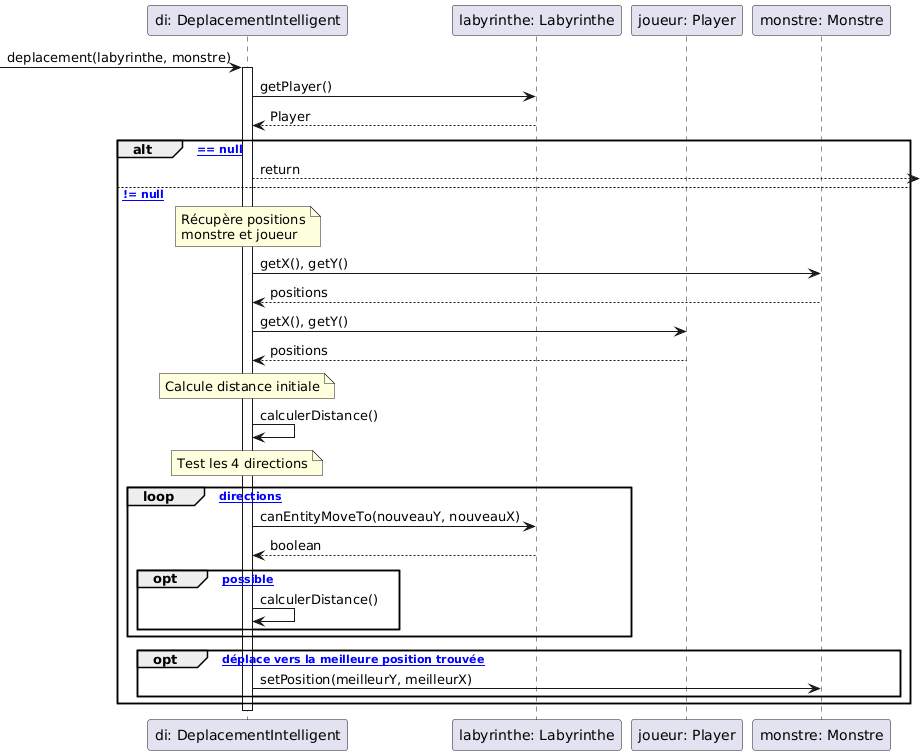 di: DeplacementIntelligent
labyrinthe: Labyrinthe
joueur: Player
monstre: Monstre
deplacement(labyrinthe, monstre)
getPlayer()
Player
alt
== null
return
!= null
Récupère positions
monstre et joueur
getX(), getY()
positions
getX(), getY()
positions
Calcule distance initiale
calculerDistance()
Test les 4 directions
loop
directions
canEntityMoveTo(nouveauY, nouveauX)
boolean
opt
possible
calculerDistance()
opt
déplace vers la meilleure position trouvée
setPosition(meilleurY, meilleurX)
di: DeplacementIntelligent
labyrinthe: Labyrinthe
joueur: Player
monstre: Monstre